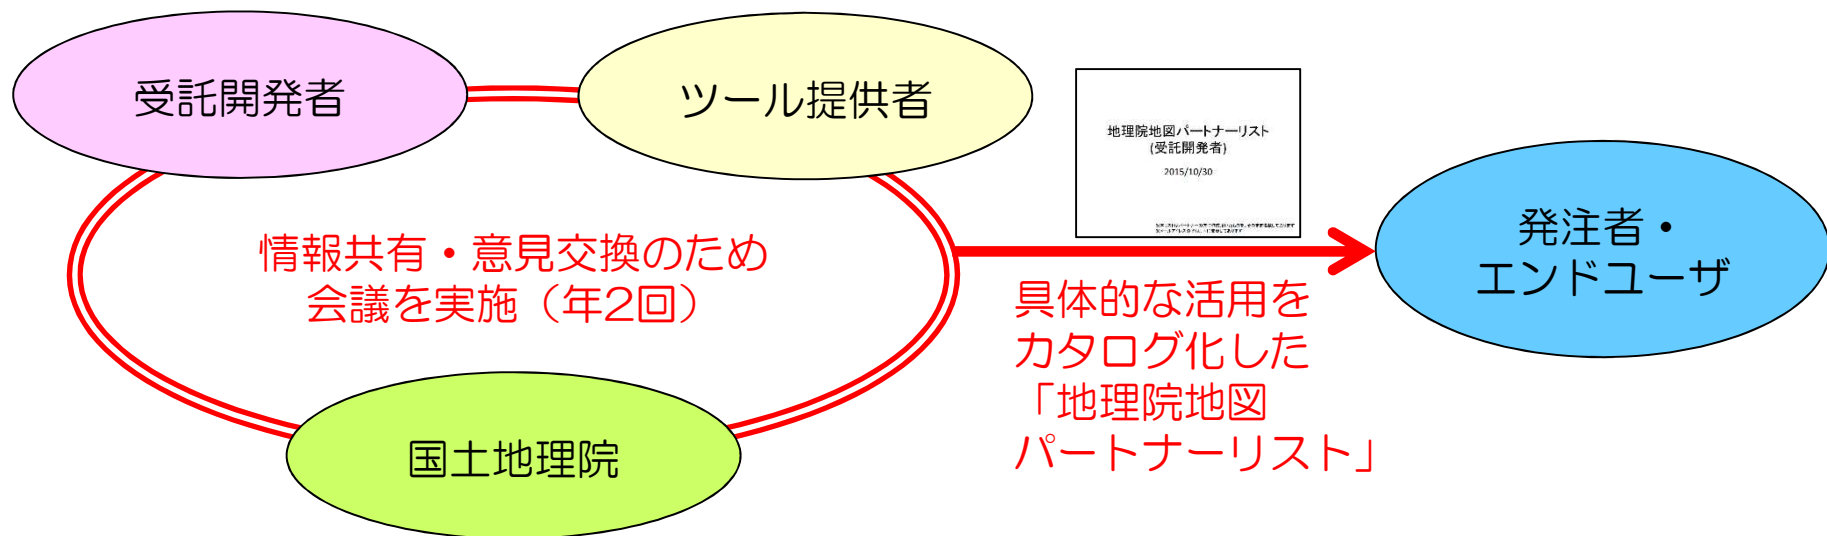 受託開発者
ツール提供者
地理院地図パートナーリスト
(受託開発者)
2015/10/30
発注者・
エンドユーザ
情報共有・意見交換のため
会議を実施（年2回）
具体的な活用を
カタログ化した
「地理院地図
パートナーリスト」
国土地理院